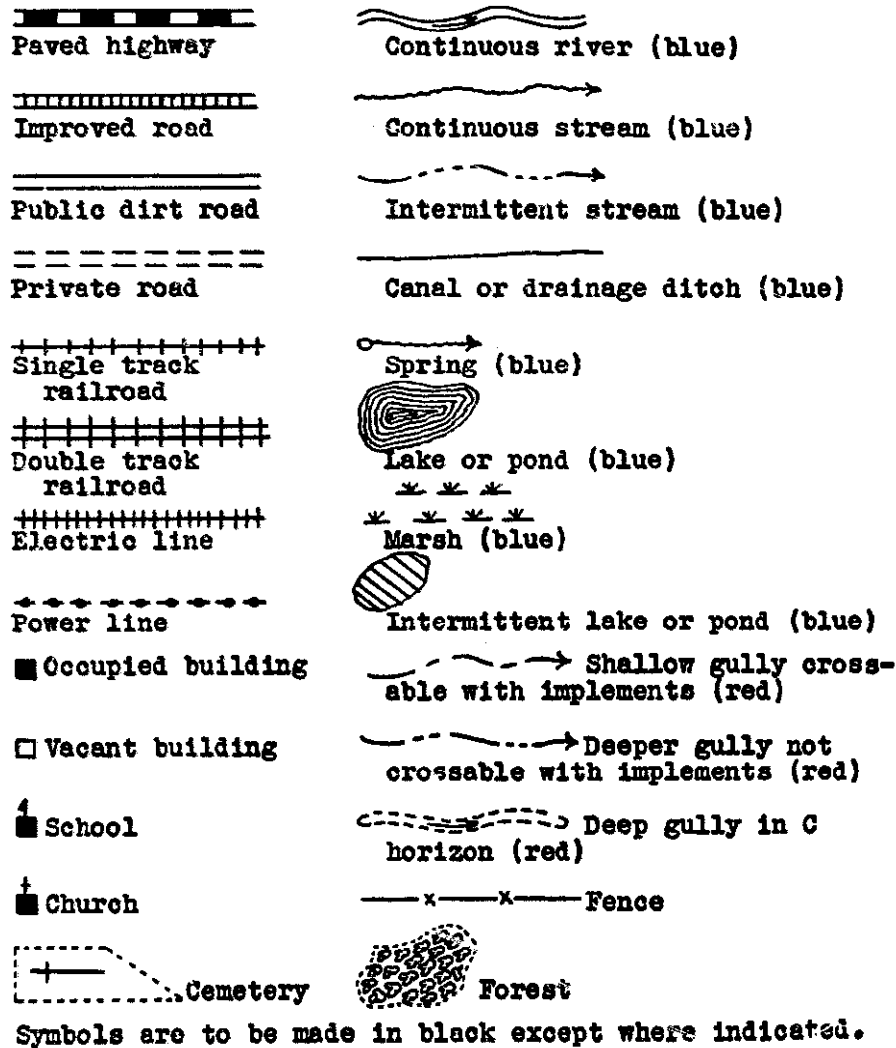 Paved highway
Continuous river (blue)
Improved road
Continuous stream (blue)
Public dirt road
Intermittent stream (blue)
Private road
Canal or drainage ditch (blue)
Single track
railroad
Spring (blue)
Double track
railroad
Lake or pond (blue)
Electric line
Marsh (blue)
Power line
Intermittent lake or pond (blue)
Occupied building
Shallow gully cross-
able with implements (red)
Vacant building
Deeper gully not
crossable with implements (red)
School
Deep gully in C
horizon (red)
Church
Fence
Cemetery
Forest
Symbols are to be made in black except where indicated.